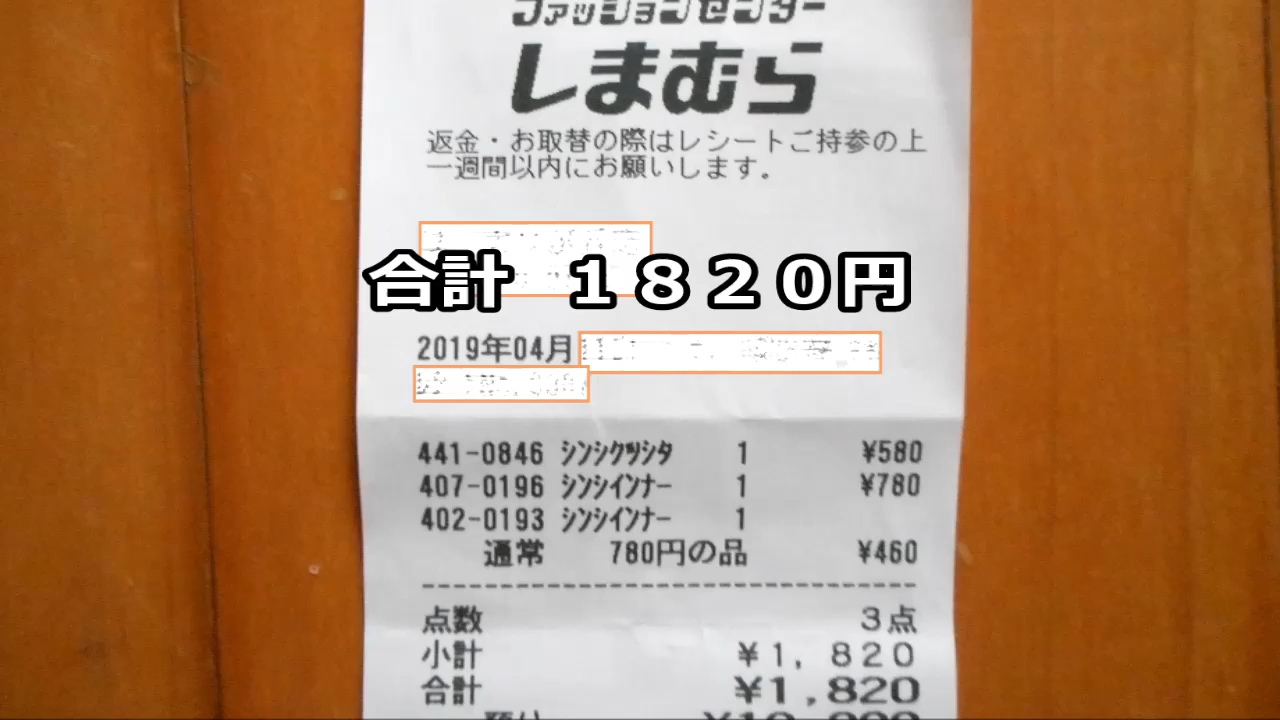 ファッションセンター
しまむら
返金・お取替の際はレシートご持参の上
一週間以内にお願いします。
合計　１８２０円
2019年04月
441-0846 ｼﾝｼｸﾂｼﾀ 1 ¥580
407-0196 ｼﾝｼｲﾝﾅｰ 1 ¥780
402-0193 ｼﾝｼｲﾝﾅｰ 1
通常 780円の品 ¥460
点数 3点
小計 ¥1,820
合計 ¥1,820